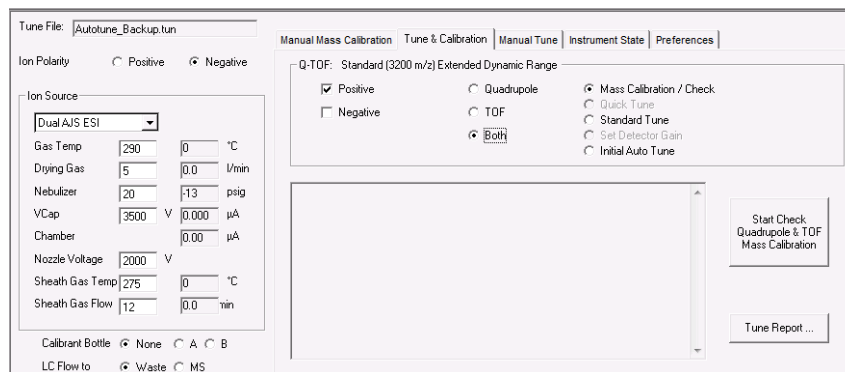 Tune File: Autotune_Backup.tun
Ion Polarity Positive Negative
Ion Source
Dual AJS ESI
Gas Temp 290 0 °C
Drying Gas 5 0.0 l/min
Nebulizer 20 -13 psig
VCap 3500 V 0.000 µA
Chamber 0.00 µA
Nozzle Voltage 2000 V
Sheath Gas Temp 275 0 °C
Sheath Gas Flow 12 0.0 min
Calibrant Bottle None A B
LC Flow to Waste MS
Manual Mass Calibration Tune & Calibration Manual Tune Instrument State Preferences
Q-TOF: Standard (3200 m/z) Extended Dynamic Range
Positive Quadrupole Mass Calibration / Check
Quick Tune
Negative TOF Standard Tune
Set Detector Gain
Both Initial Auto Tune
Start Check
Quadrupole & TOF
Mass Calibration
Tune Report ...